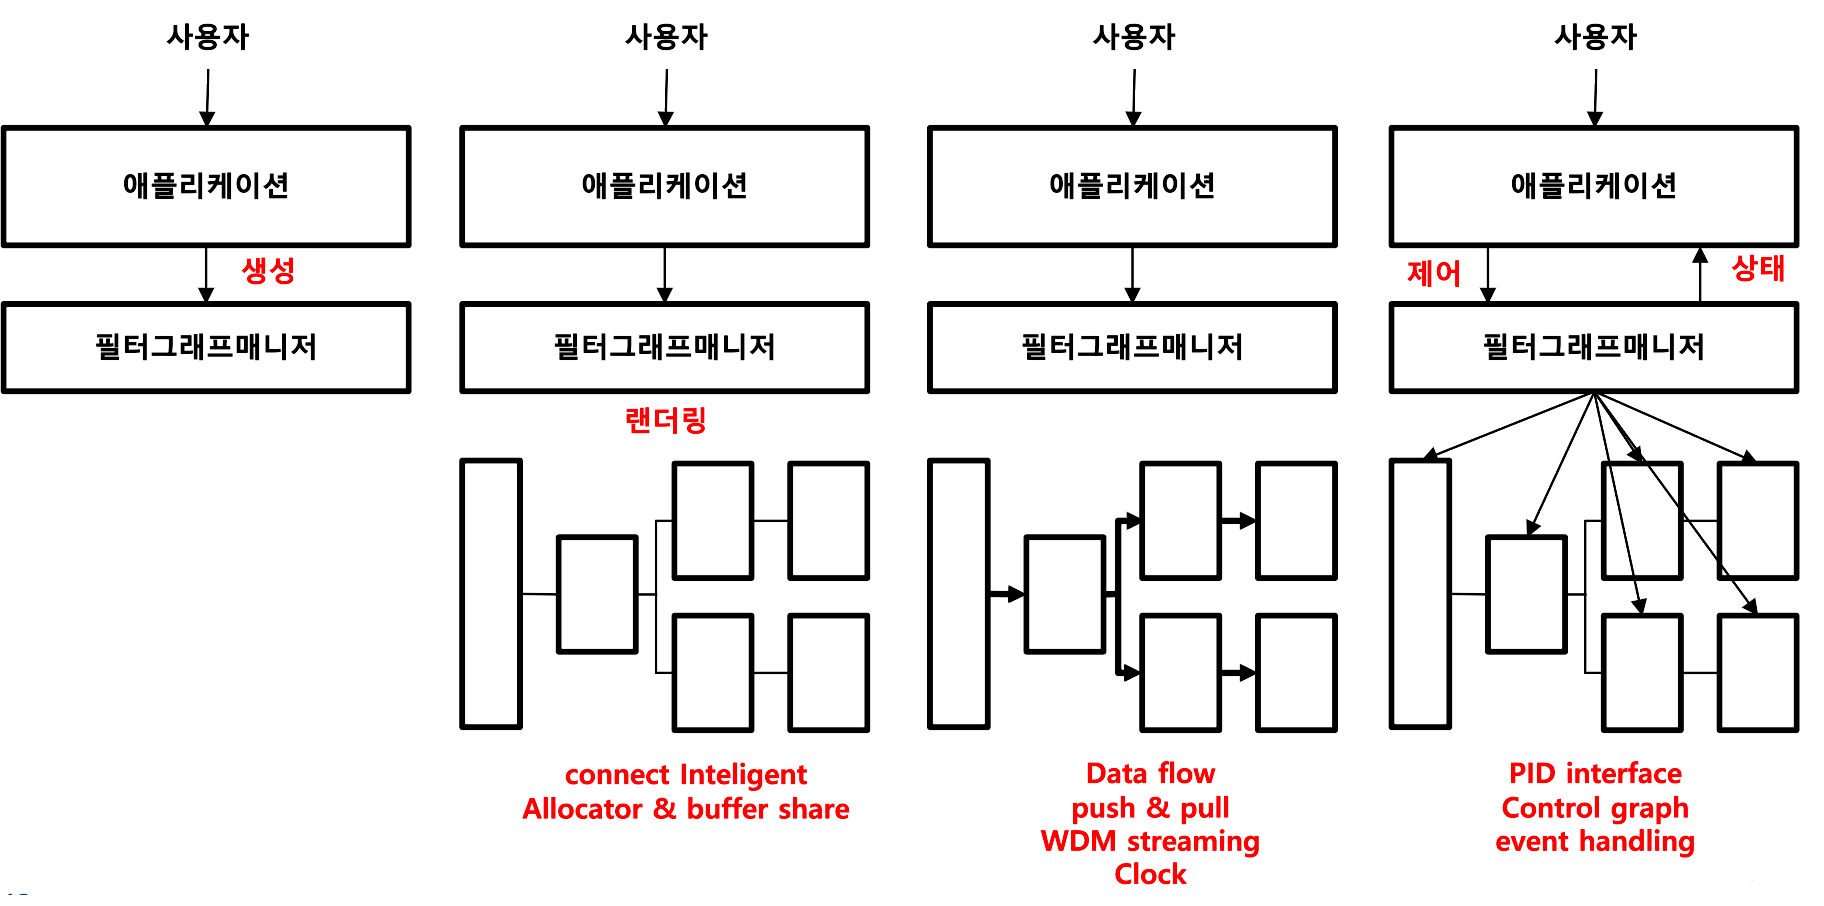 사용자
애플리케이션
생성
필터그래프매니저
사용자
애플리케이션
필터그래프매니저
랜더링
connect Inteligent
Allocator & buffer share
사용자
애플리케이션
필터그래프매니저
Data flow
push & pull
WDM streaming
Clock
사용자
애플리케이션
제어
상태
필터그래프매니저
PID interface
Control graph
event handling